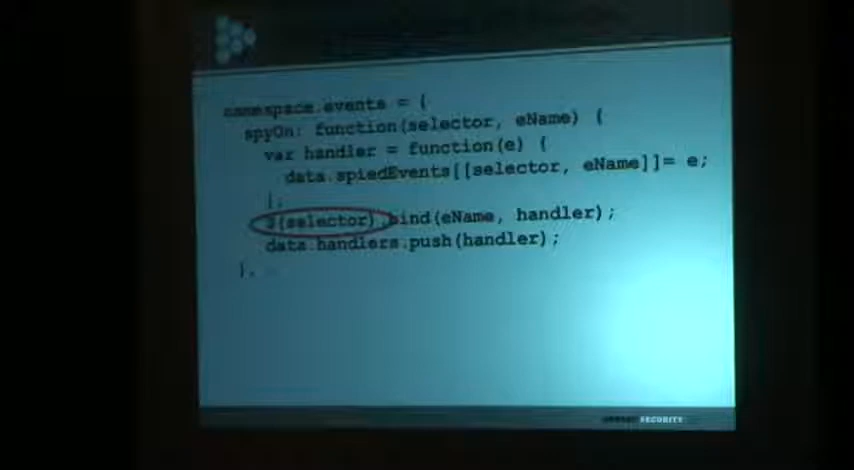 namespace.events = {
spyOn: function(selector, eName) {
var handler = function(e) {
data.spiedEvents[[selector, eName]]= e;
};
$(selector).bind(eName, handler);
data.handlers.push(handler);
},
SECURITY